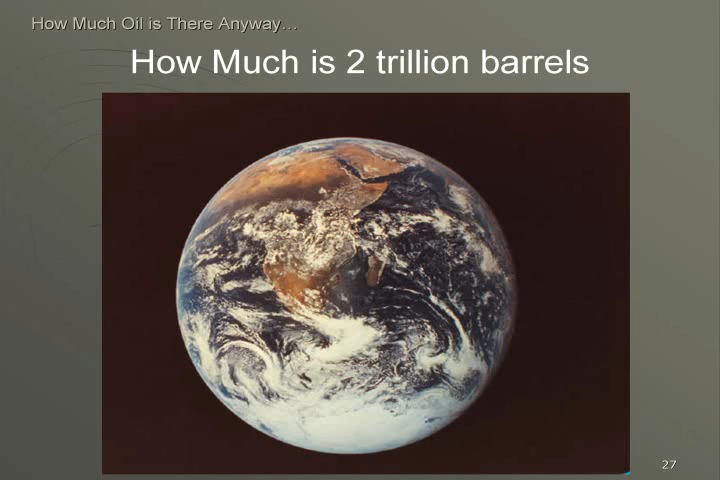 How Much Oil is There Anyway…
How Much is 2 trillion barrels
27